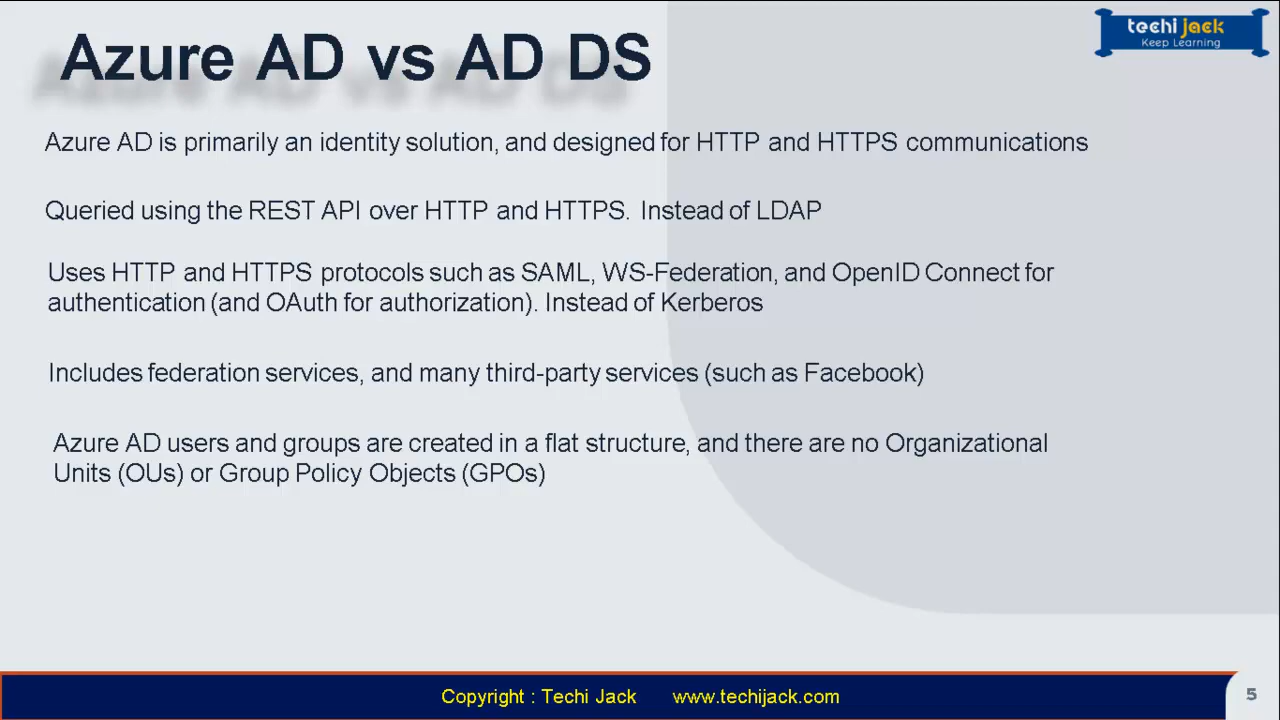 Azure AD vs AD DS
techi jack
Keep Learning
Azure AD is primarily an identity solution, and designed for HTTP and HTTPS communications
Queried using the REST API over HTTP and HTTPS. Instead of LDAP
Uses HTTP and HTTPS protocols such as SAML, WS-Federation, and OpenID Connect for
authentication (and OAuth for authorization). Instead of Kerberos
Includes federation services, and many third-party services (such as Facebook)
Azure AD users and groups are created in a flat structure, and there are no Organizational
Units (OUs) or Group Policy Objects (GPOs)
Copyright : Techi Jack www.techijack.com
5